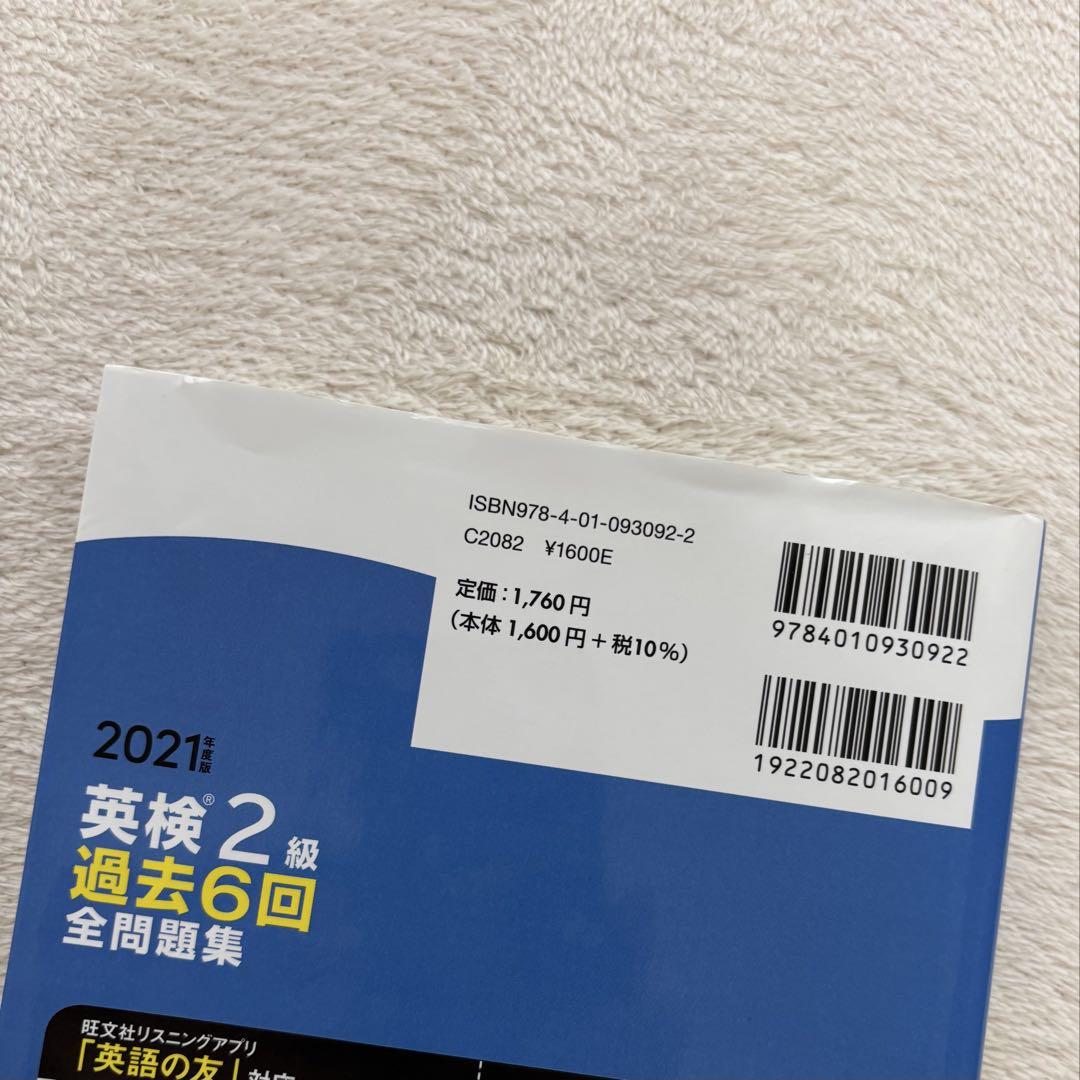 ISBN978-4-01-093092-2
C2082 ¥1600E
定価:1,760円
(本体1,600円+税10%)
9784010930922
1922082016009
2021年度版
英検®2級
過去6回
全問題集
旺文社リスニングアプリ
「英語の友」対応